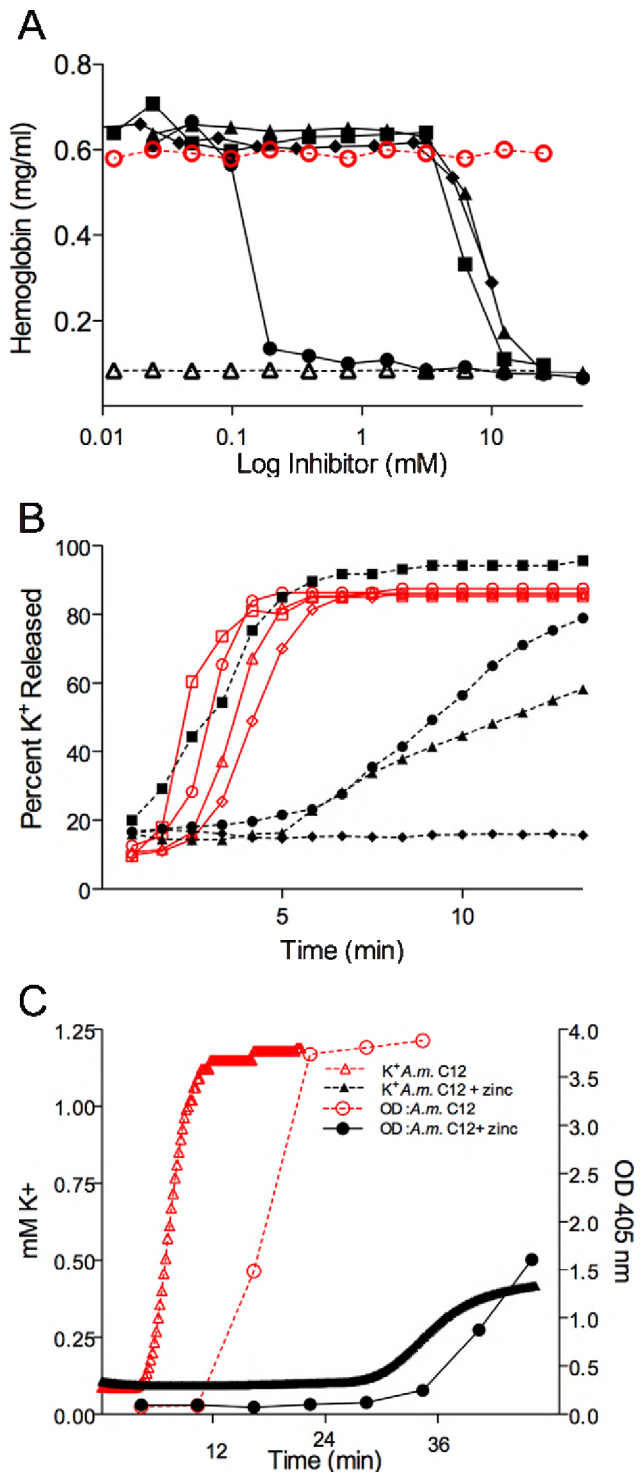 A
0.8
0.6
0.4
0.2
Hemoglobin (mg/ml)
0.01
0.1
1
10
Log Inhibitor (mM)
B
100
80
60
40
20
0
Percent K+ Released
5
10
Time (min)
C
1.25
1.00
0.75
0.50
0.25
0.00
mM K+
4.0
3.5
3.0
2.5
2.0
1.5
1.0
0.5
0.0
OD 405 nm
K+ A.m. C12
K+ A.m. C12 + zinc
OD :A.m. C12
OD :A.m. C12+ zinc
12
24
36
Time (min)